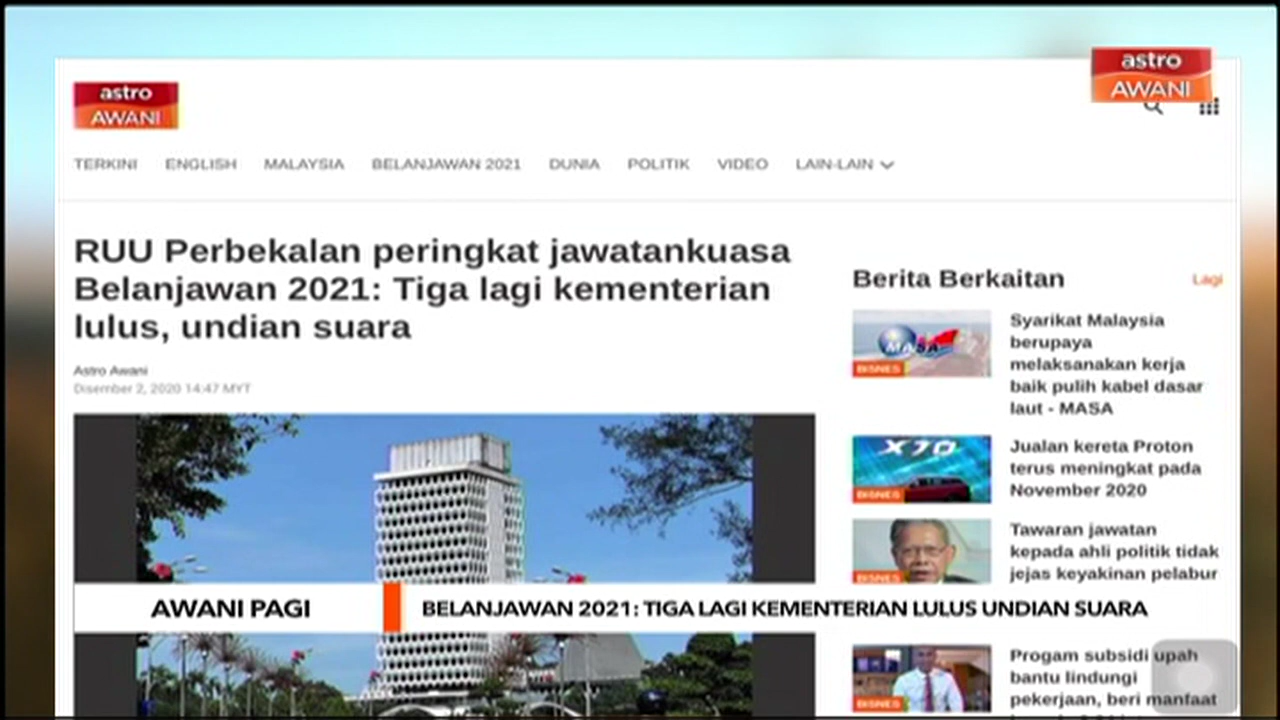 astro
AWANI
astro
AWANI
TERKINI ENGLISH MALAYSIA BELANJAWAN 2021 DUNIA POLITIK VIDEO LAIN-LAIN
RUU Perbekalan peringkat jawatankuasa
Belanjawan 2021: Tiga lagi kementerian
lulus, undian suara
Astro Awani
Disember 2, 2020 14:47 MYT
Berita Berkaitan
Lagi
MASA
BISNES
Syarikat Malaysia
berupaya
melaksanakan kerja
baik pulih kabel dasar
laut - MASA
X70
BISNES
Jualan kereta Proton
terus meningkat pada
November 2020
BISNES
Tawaran jawatan
kepada ahli politik tidak
jejas keyakinan pelabur
AWANI PAGI
BELANJAWAN 2021: TIGA LAGI KEMENTERIAN LULUS UNDIAN SUARA
BISNES
Progam subsidi upah
bantu lindungi
pekerjaan, beri manfaat